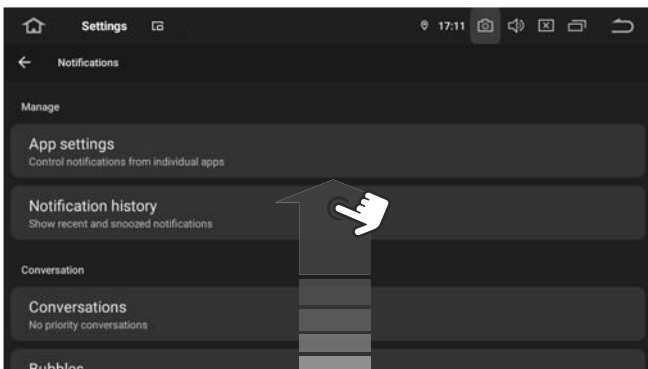 Settings
17:11
Notifications
Manage
App settings
Control notifications from individual apps
Notification history
Show recent and snoozed notifications
Conversation
Conversations
No priority conversations
Bubbles